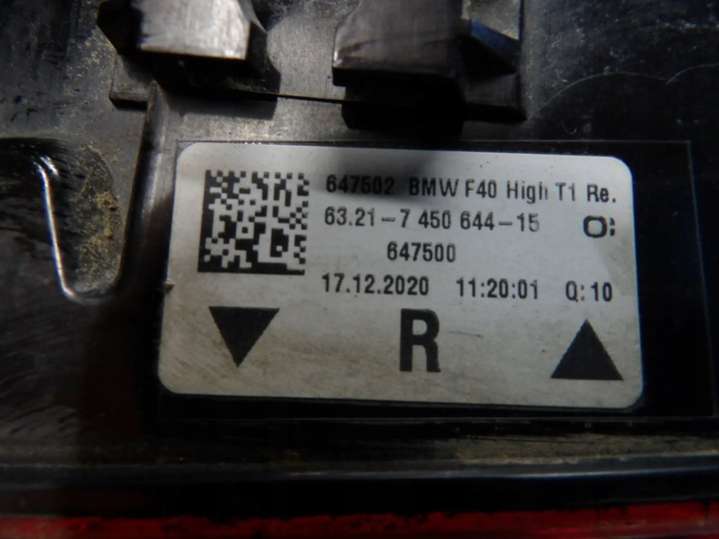 647502 BMW F40 High T1 Re.
63.21-7 450 644-15
647500
17.12.2020 11:20:01 Q:10
R